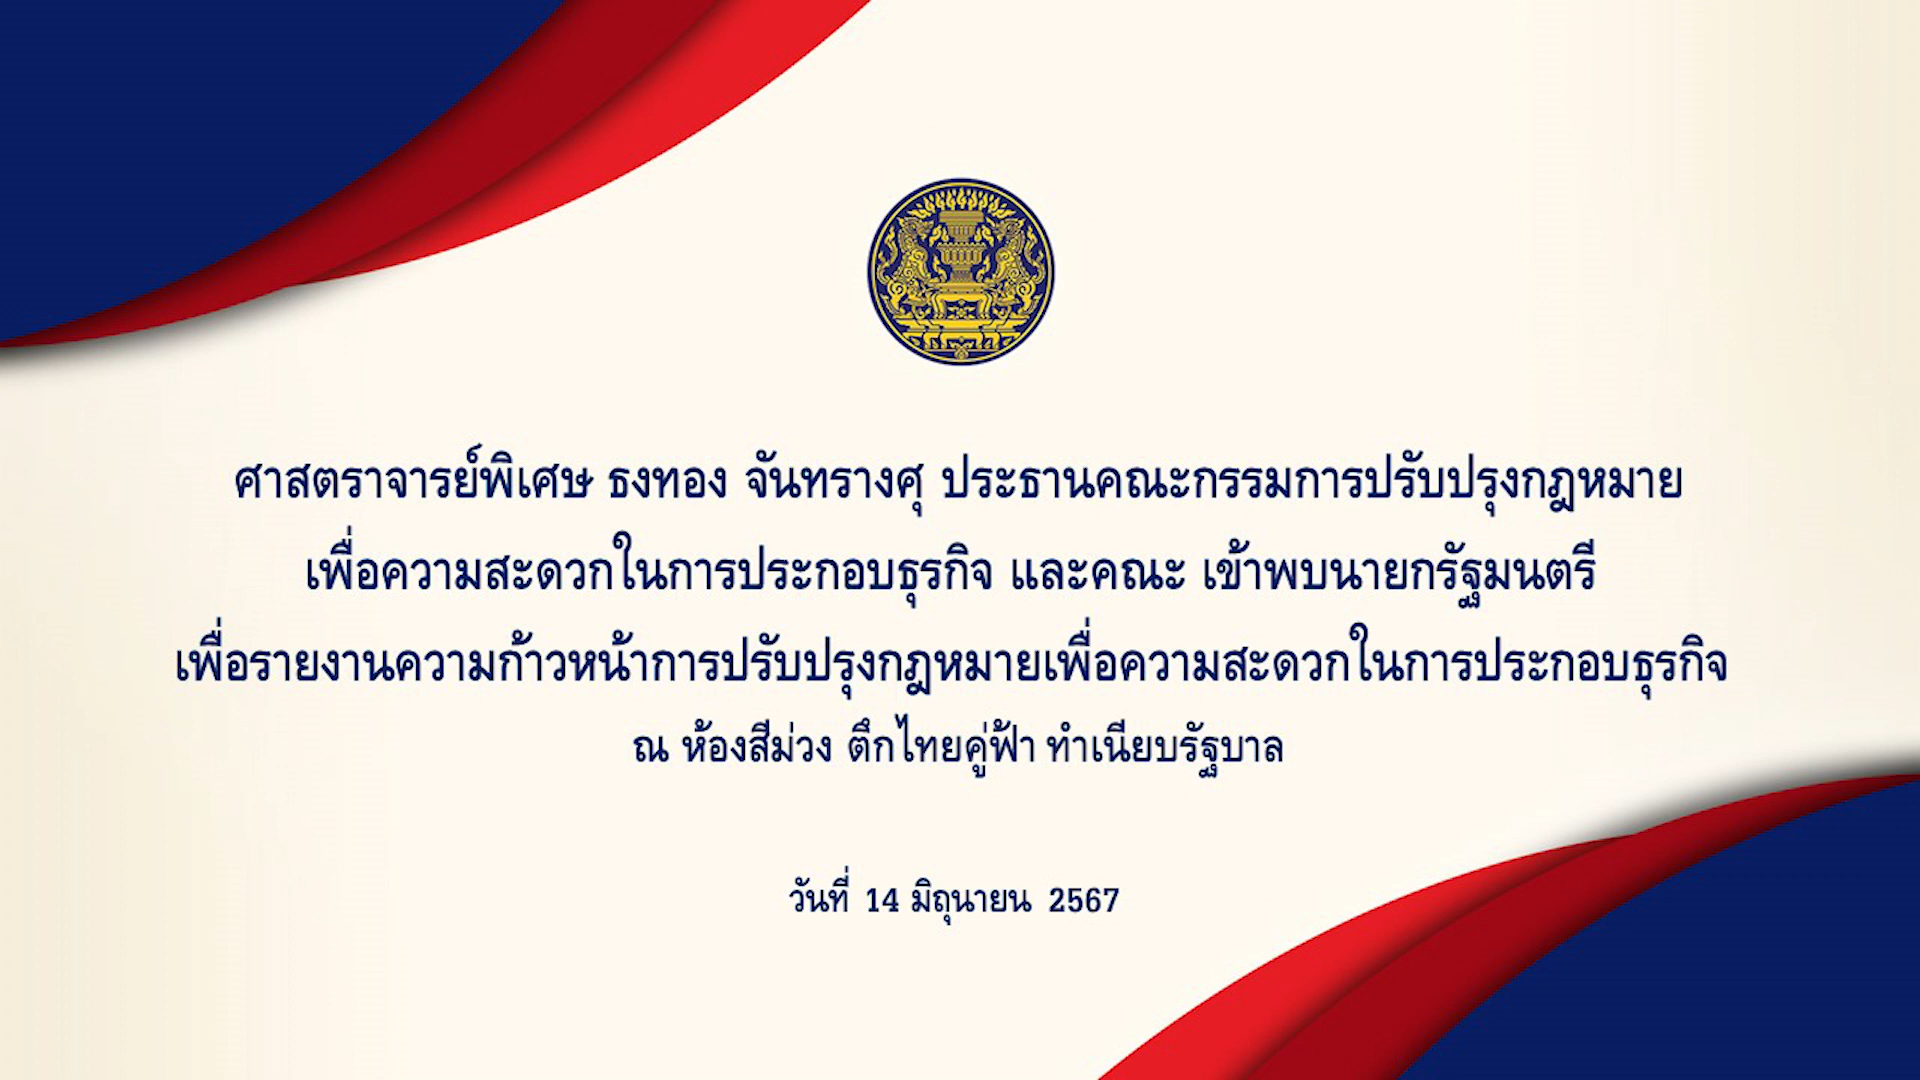 ศาสตราจารย์พิเศษ ธงทอง จันทรางศุ ประธานคณะกรรมการปรับปรุงกฎหมาย
เพื่อความสะดวกในการประกอบธุรกิจ และคณะ เข้าพบนายกรัฐมนตรี
เพื่อรายงานความก้าวหน้าการปรับปรุงกฎหมายเพื่อความสะดวกในการประกอบธุรกิจ
ณ ห้องสีม่วง ตึกไทยคู่ฟ้า ทำเนียบรัฐบาล
วันที่ 14 มิถุนายน 2567